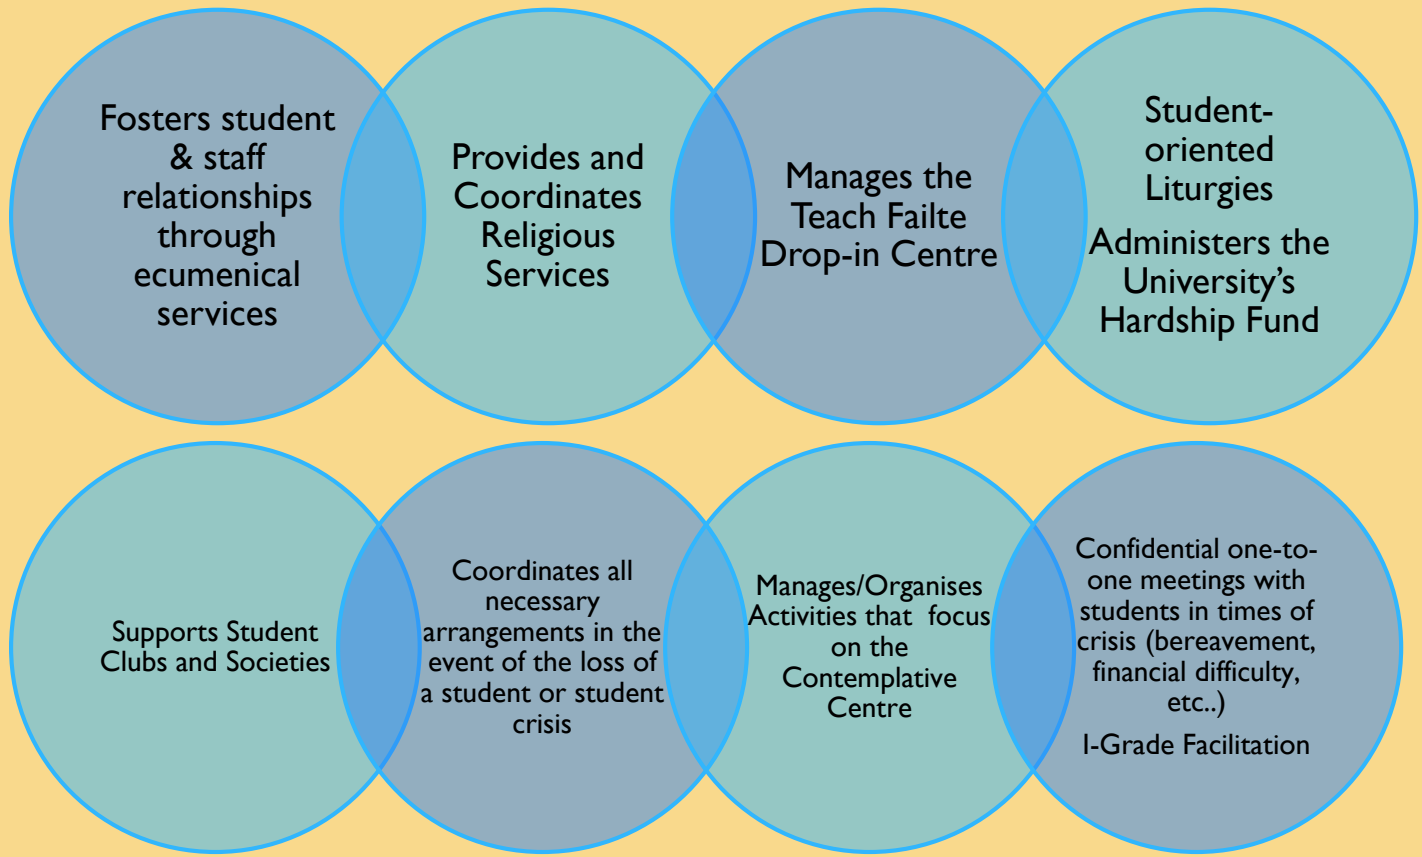 Fosters student
& staff
relationships
through
ecumenical
services
Provides and
Coordinates
Religious
Services
Manages the
Teach Failte
Drop-in Centre
Student-
oriented
Liturgies
Administers the
University's
Hardship Fund
Supports Student
Clubs and Societies
Coordinates all
necessary
arrangements in the
event of the loss of
a student or student
crisis
Manages/Organises
Activities that  focus
on the
Contemplative
Centre
Confidential one-to-
one meetings with
students in times of
crisis (bereavement,
financial difficulty,
etc..)
I-Grade Facilitation